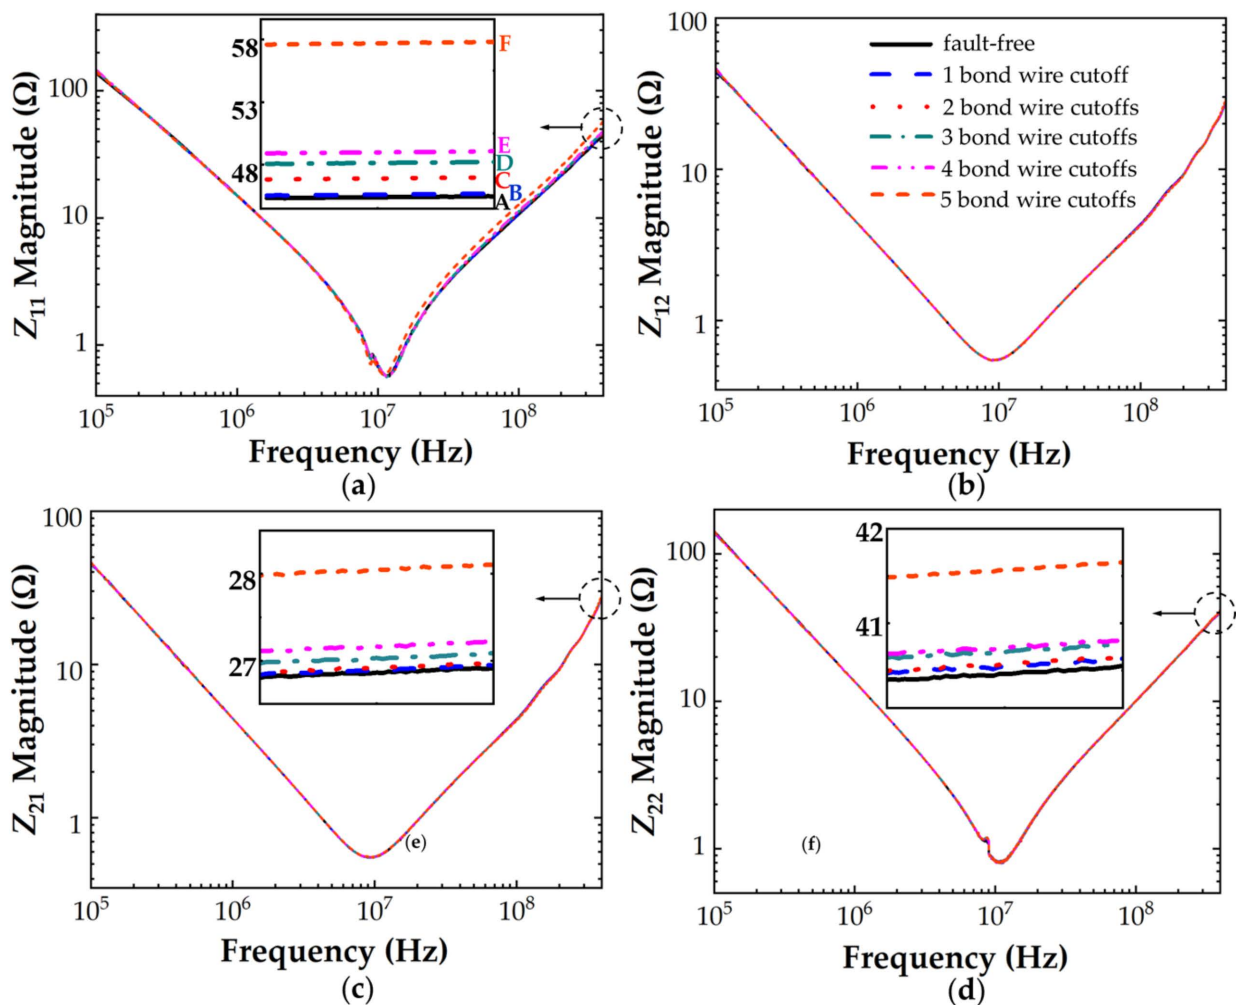 Z11 Magnitude (Ω)
100
10
1
58
53
48
F
E
D
C
B
A
10^5
10^6
10^7
10^8
Frequency (Hz)
(a)
Z12 Magnitude (Ω)
100
10
1
fault-free
1 bond wire cutoff
2 bond wire cutoffs
3 bond wire cutoffs
4 bond wire cutoffs
5 bond wire cutoffs
10^5
10^6
10^7
10^8
Frequency (Hz)
(b)
Z21 Magnitude (Ω)
100
10
1
28
27
(e)
10^5
10^6
10^7
10^8
Frequency (Hz)
(c)
Z22 Magnitude (Ω)
100
10
1
42
41
(f)
10^5
10^6
10^7
10^8
Frequency (Hz)
(d)